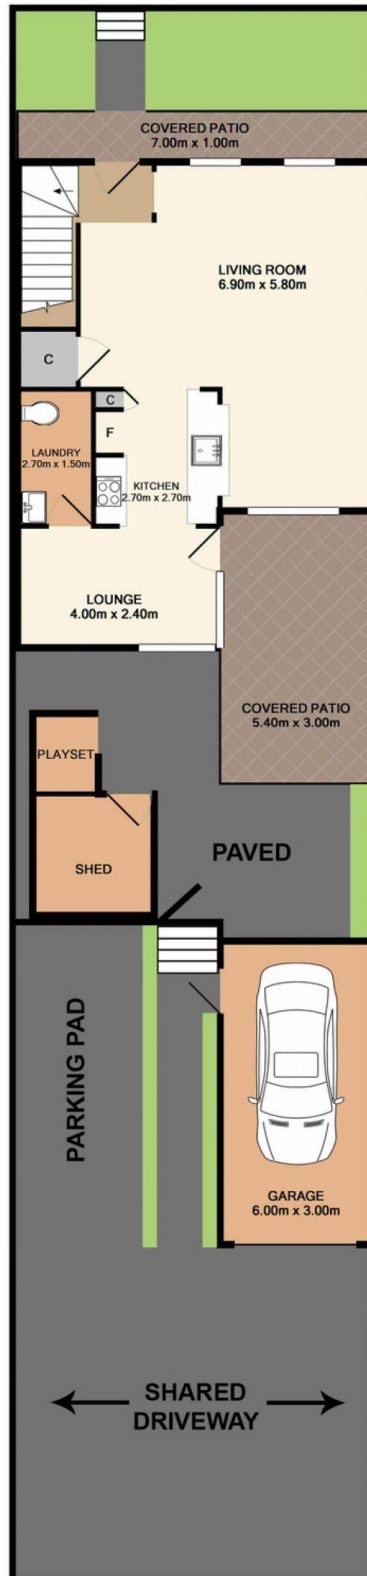 COVERED PATIO
7.00m x 1.00m
LIVING ROOM
6.90m x 5.80m
C
C
F
LAUNDRY
2.70m x 1.50m
KITCHEN
2.70m x 2.70m
LOUNGE
4.00m x 2.40m
COVERED PATIO
5.40m x 3.00m
PLAYSET
SHED
PAVED
PARKING PAD
GARAGE
6.00m x 3.00m
SHARED
DRIVEWAY